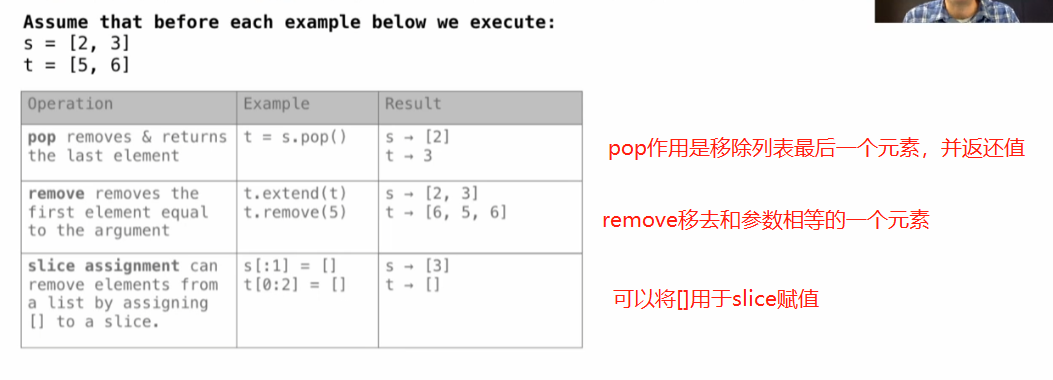 Assume that before each example below we execute:
s = [2, 3]
t = [5, 6]
Operation Example Result
pop removes & returns t = s.pop() s → [2]
the last element t → 3
pop作用是移除列表最后一个元素，并返还值
remove removes the t.extend(t) s → [2, 3]
first element equal t.remove(5) t → [6, 5, 6]
to the argument
remove移去和参数相等的一个元素
slice assignment can s[:1] = [] s → [3]
remove elements from t[0:2] = [] t → []
a list by assigning
[] to a slice.
可以将[]用于slice赋值